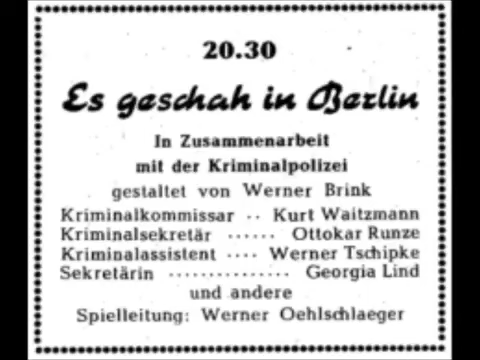 20.30
Es geschah in Berlin
In Zusammenarbeit
mit der Kriminalpolizei
gestaltet von Werner Brink
Kriminalkommissar ·· Kurt Waitzmann
Kriminalsekretär ······ Ottokar Runze
Kriminalassistent ···· Werner Tschipke
Sekretärin ·············· Georgia Lind
und andere
Spielleitung: Werner Oehlschlaeger